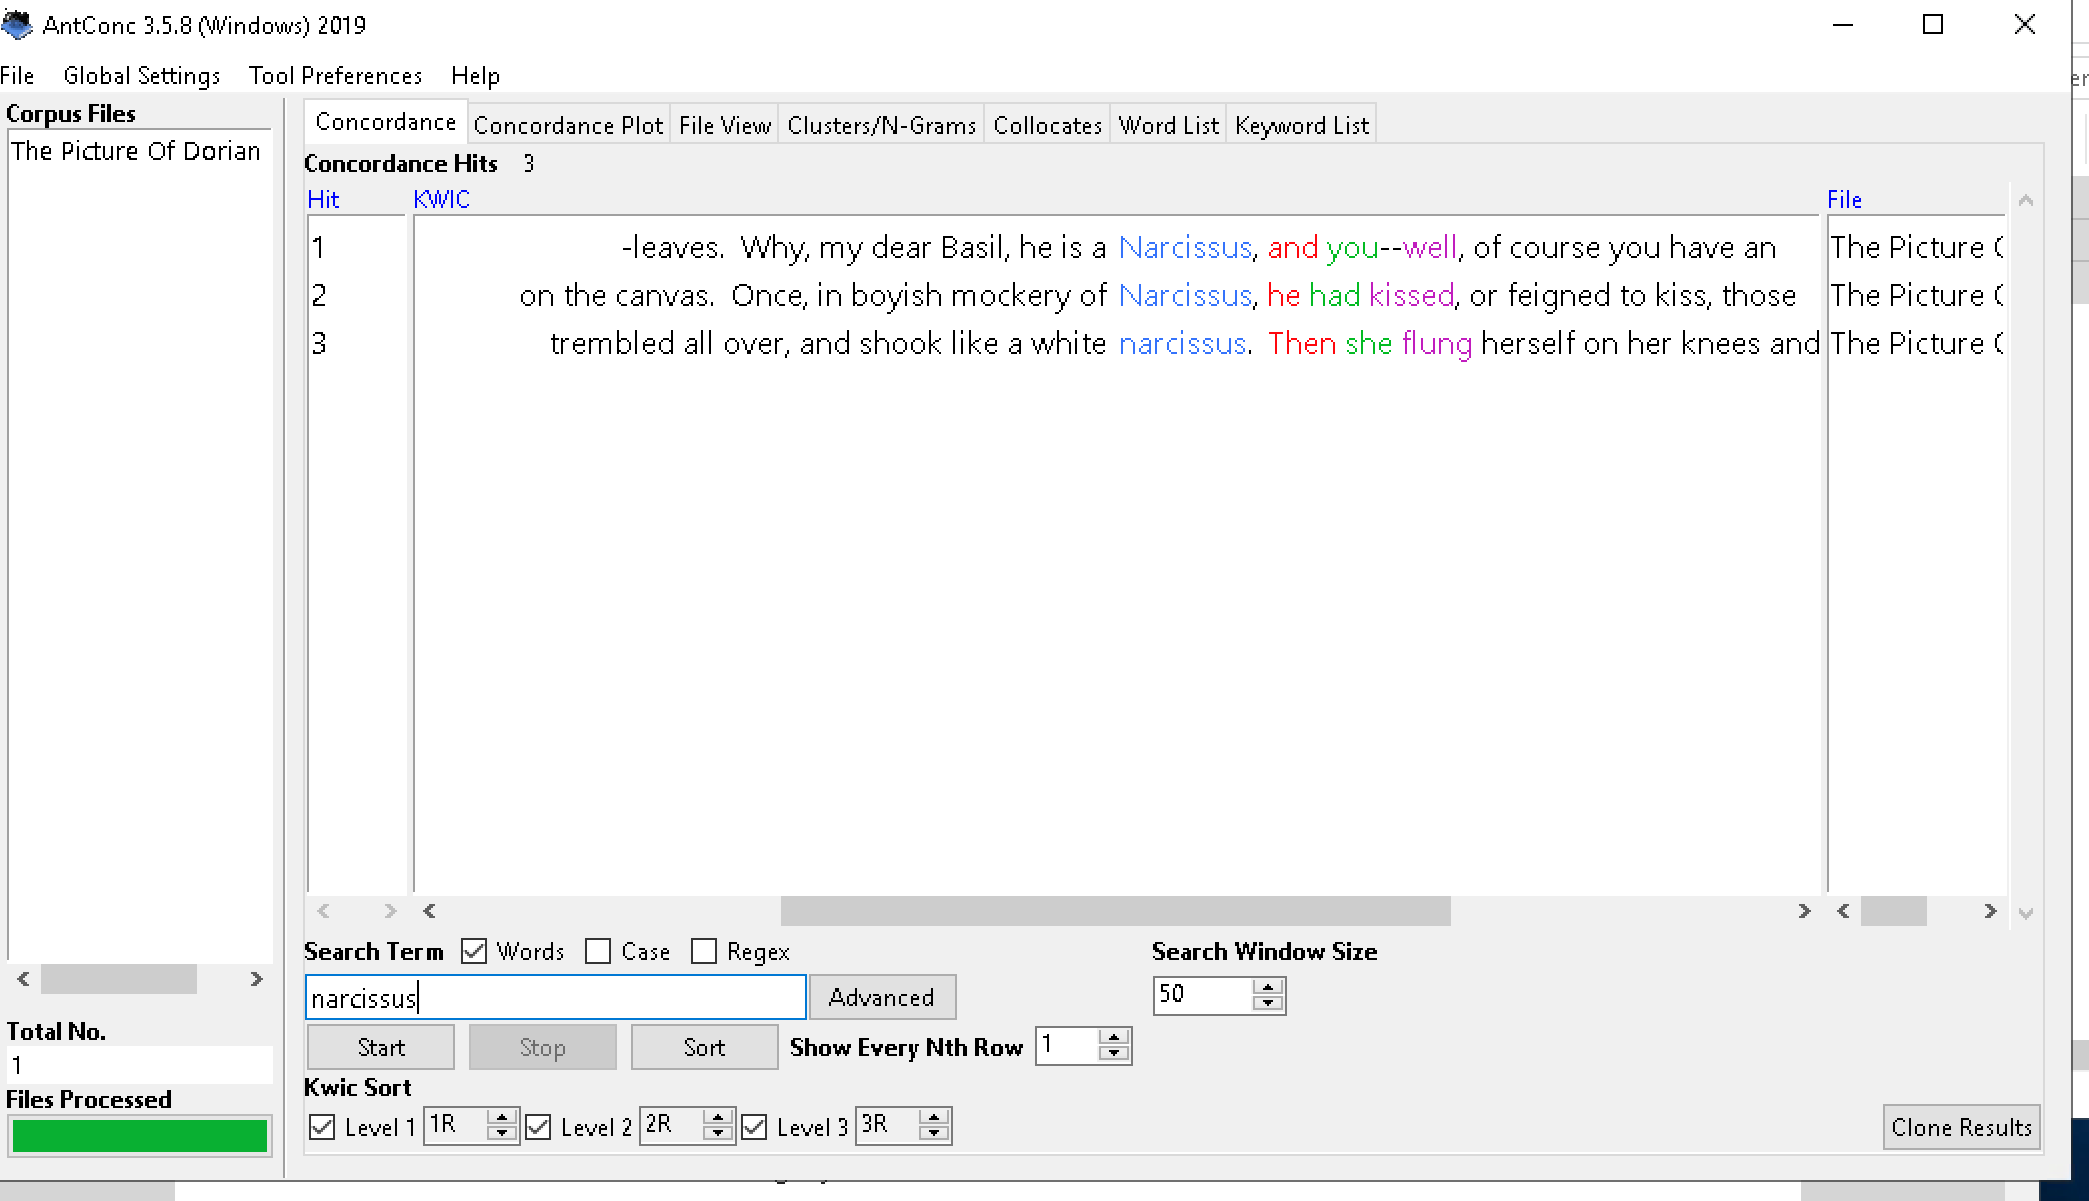 AntConc 3.5.8 (Windows) 2019
File Global Settings Tool Preferences Help
Corpus Files
The Picture Of Dorian
Total No.
1
Files Processed
Concordance Concordance Plot File View Clusters/N-Grams Collocates Word List Keyword List
Concordance Hits 3
Hit KWIC File
1 -leaves.  Why, my dear Basil, he is a Narcissus, and you--well, of course you have an The Picture
2 on the canvas.  Once, in boyish mockery of Narcissus, he had kissed, or feigned to kiss, those The Picture
3 trembled all over, and shook like a white narcissus.  Then she flung herself on her knees and The Picture
Search Term Words Case Regex Search Window Size
narcissus Advanced 50
Start Stop Sort Show Every Nth Row 1
Kwic Sort
Level 1 1R Level 2 2R Level 3 3R Clone Results